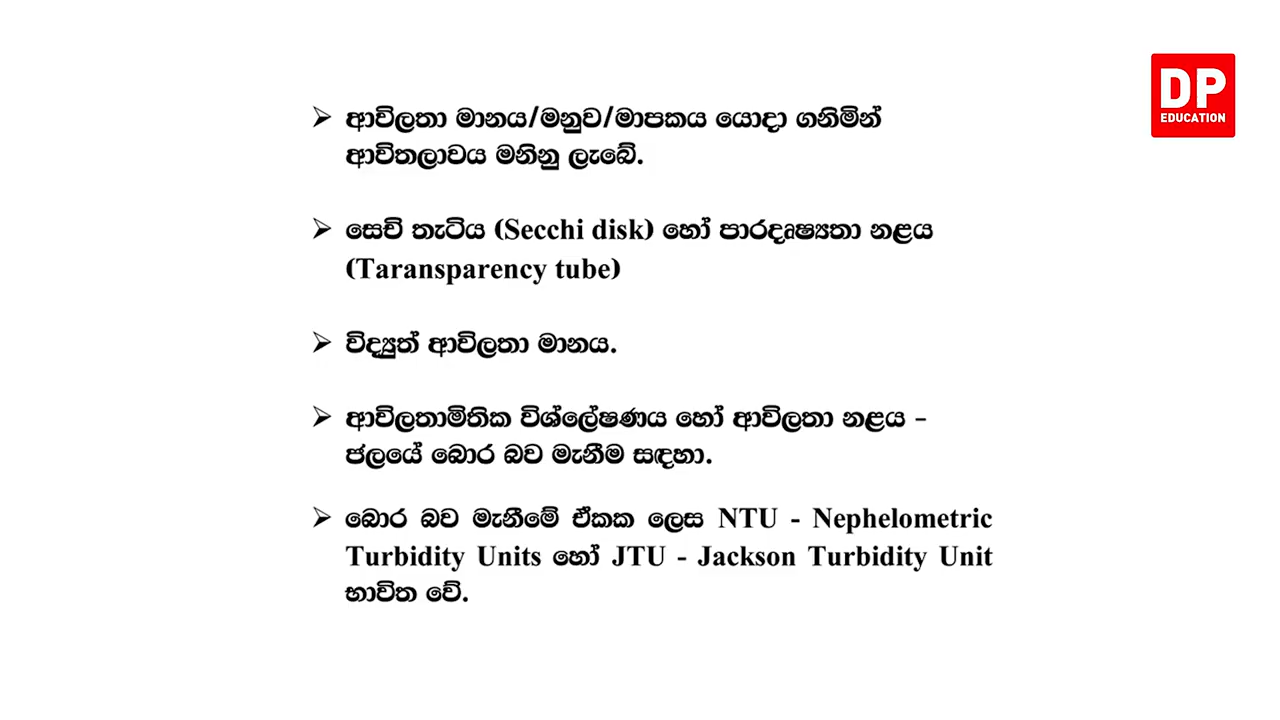 DP
EDUCATION
➢ ආවිලතා මානය/මනුව/මාපකය යොදා ගනිමින්
ආවිතලාවය මනිනු ලැබේ.
➢ සෙචි තැටිය (Secchi disk) හෝ පාරදෘෂ්‍යතා නළය
(Taransparency tube)
➢ විද්‍යුත් ආවිලතා මානය.
➢ ආවිලතාමිතික විශ්ලේෂණය හෝ ආවිලතා නළය –
ජලයේ බොර බව මැනීම සඳහා.
➢ බොර බව මැනීමේ ඒකක ලෙස NTU - Nephelometric
Turbidity Units හෝ JTU - Jackson Turbidity Unit
භාවිත වේ.